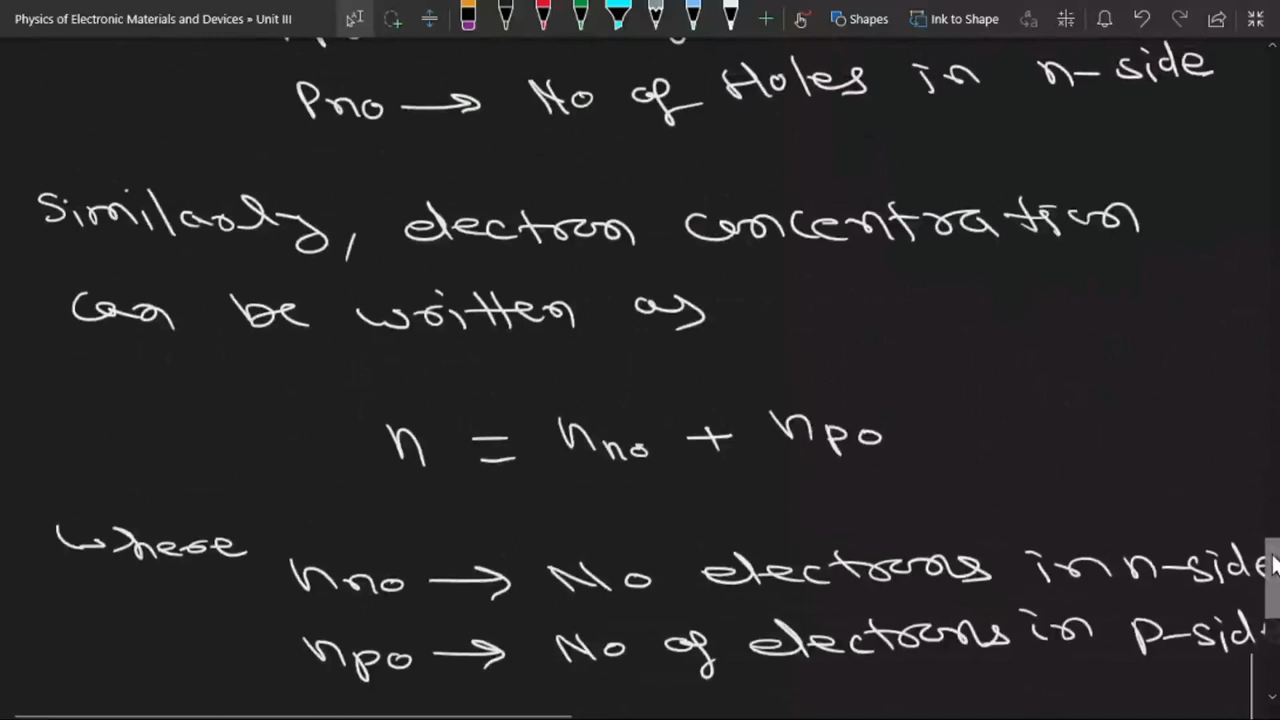 Physics of Electronic Materials and Devices » Unit III
Shapes
Ink to Shape
Pno → No of Holes in n-side
Similarly, electron concentration
can be written as
n = nno + npo
where
nno → No electrons in n-side
npo → No of electrons in p-sid